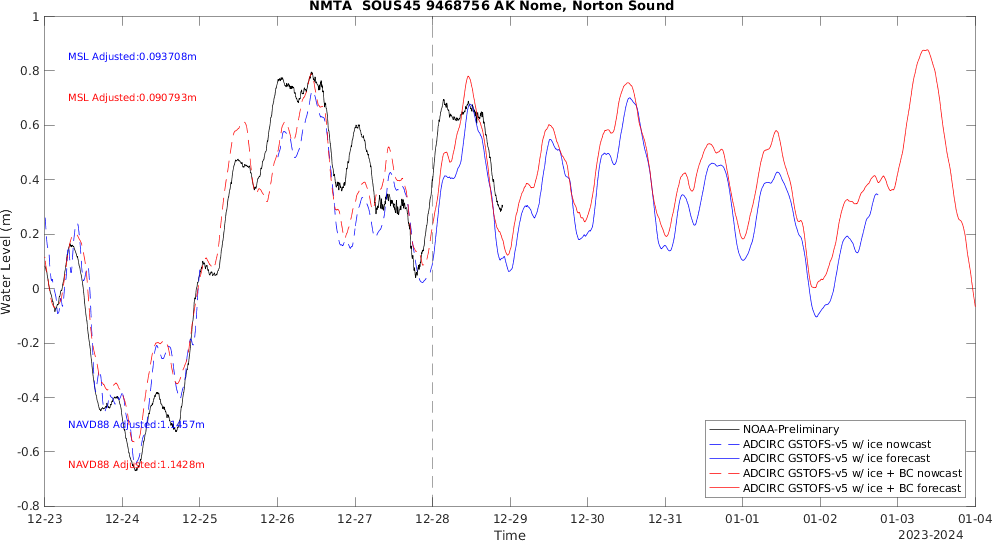 NMTA SOUS45 9468756 AK Nome, Norton Sound
1
0.8
0.6
0.4
0.2
0
-0.2
-0.4
-0.6
-0.8
Water Level (m)
MSL Adjusted:0.093708m
MSL Adjusted:0.090793m
NAVD88 Adjusted:1.1457m
NAVD88 Adjusted:1.1428m
NOAA-Preliminary
ADCIRC GSTOFS-v5 w/ ice nowcast
ADCIRC GSTOFS-v5 w/ ice forecast
ADCIRC GSTOFS-v5 w/ ice + BC nowcast
ADCIRC GSTOFS-v5 w/ ice + BC forecast
12-23 12-24 12-25 12-26 12-27 12-28 12-29 12-30 12-31 01-01 01-02 01-03 01-04
Time
2023-2024